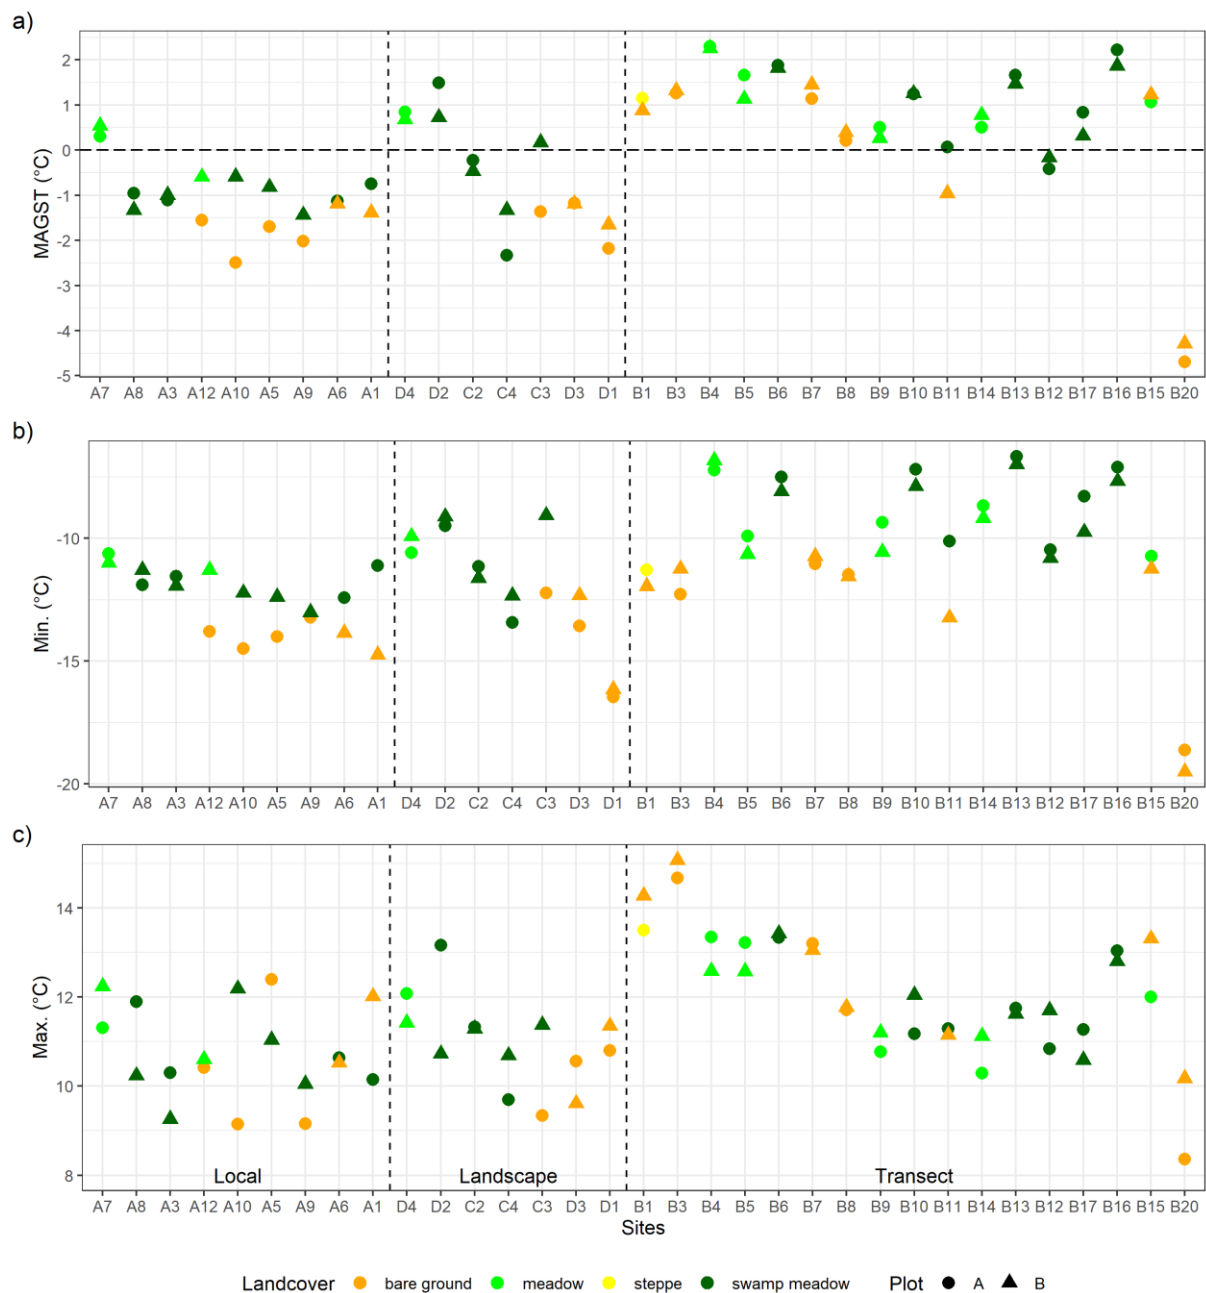 a)
MAGST (°C)
2
1
0
-1
-2
-3
-4
-5
A7 A8 A3 A12 A10 A5 A9 A6 A1 D4 D2 C2 C4 C3 D3 D1 B1 B3 B4 B5 B6 B7 B8 B9 B10 B11 B14 B13 B12 B17 B16 B15 B20
b)
Min. (°C)
-10
-15
-20
A7 A8 A3 A12 A10 A5 A9 A6 A1 D4 D2 C2 C4 C3 D3 D1 B1 B3 B4 B5 B6 B7 B8 B9 B10 B11 B14 B13 B12 B17 B16 B15 B20
c)
Max. (°C)
14
12
10
8
Local Landscape Transect
A7 A8 A3 A12 A10 A5 A9 A6 A1 D4 D2 C2 C4 C3 D3 D1 B1 B3 B4 B5 B6 B7 B8 B9 B10 B11 B14 B13 B12 B17 B16 B15 B20
Sites
Landcover bare ground meadow steppe swamp meadow Plot A B